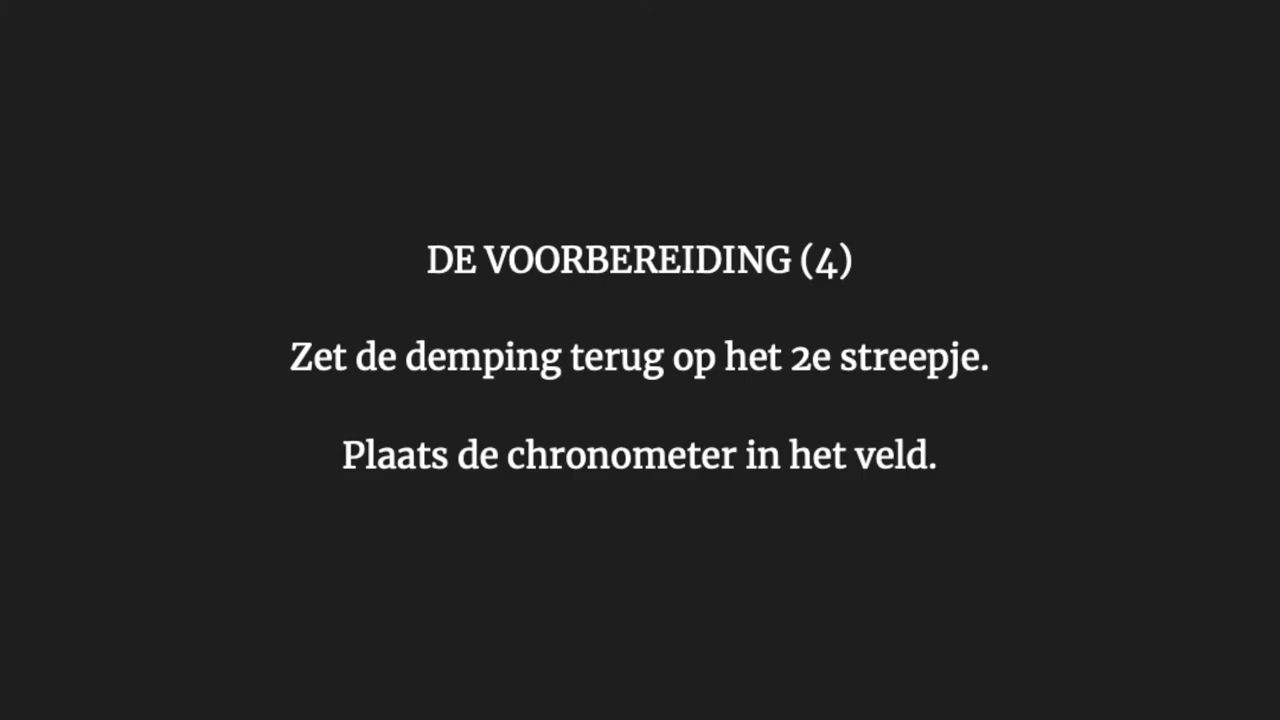 DE VOORBEREIDING (4)
Zet de demping terug op het 2e streepje.
Plaats de chronometer in het veld.